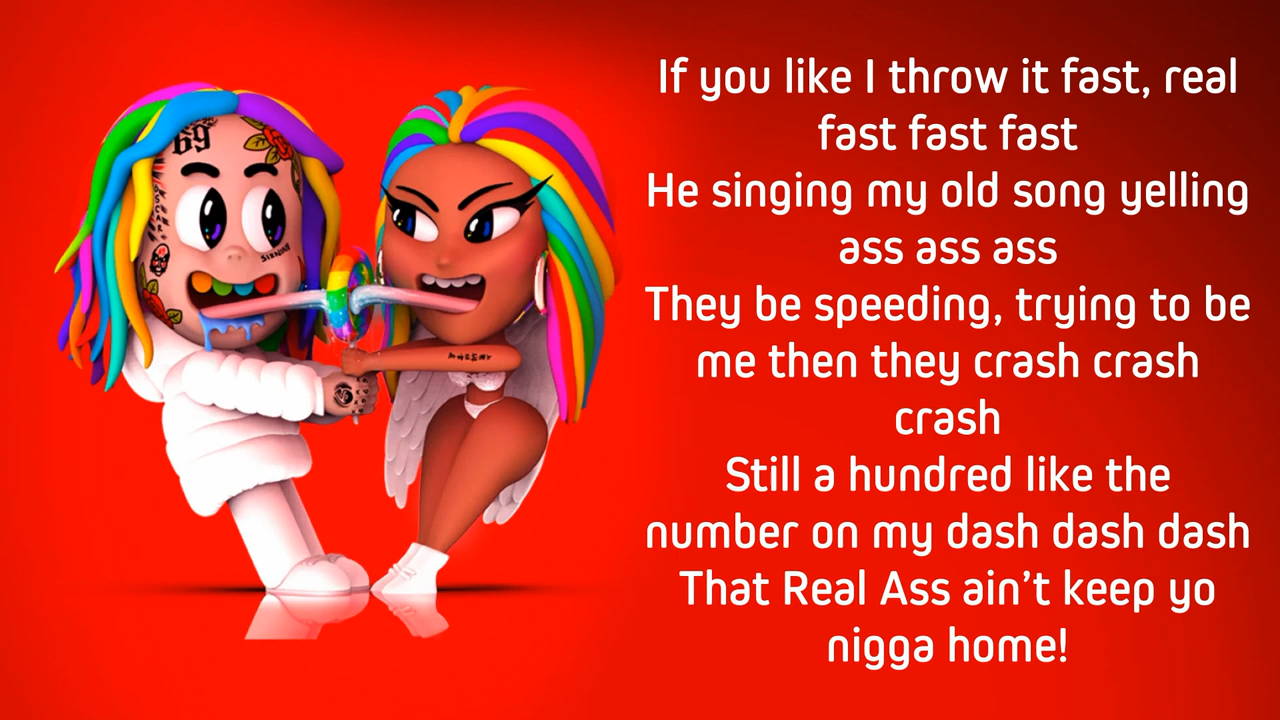 69
SIXNINE
If you like I throw it fast, real
fast fast fast
He singing my old song yelling
ass ass ass
They be speeding, trying to be
me then they crash crash
crash
Still a hundred like the
number on my dash dash dash
That Real Ass ain't keep yo
nigga home!